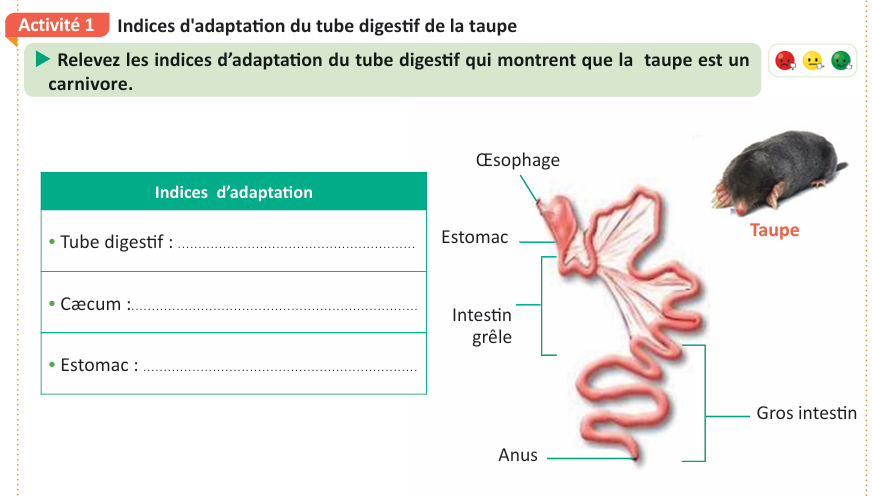 Activité 1 Indices d'adaptation du tube digestif de la taupe
Relevez les indices d'adaptation du tube digestif qui montrent que la taupe est un
carnivore.
Indices d'adaptation
• Tube digestif : ................................................
• Cæcum :..........................................................
• Estomac : .......................................................
Œsophage
Estomac
Intestin
grêle
Anus
Taupe
Gros intestin